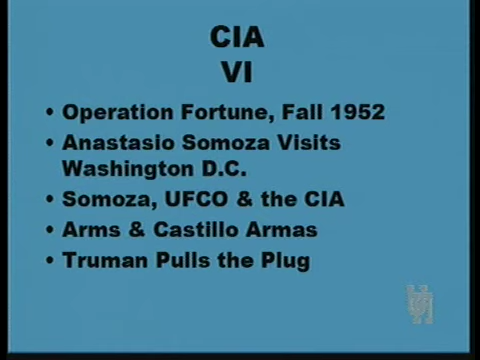 CIA
VI
• Operation Fortune, Fall 1952
• Anastasio Somoza Visits
Washington D.C.
• Somoza, UFCO & the CIA
• Arms & Castillo Armas
• Truman Pulls the Plug